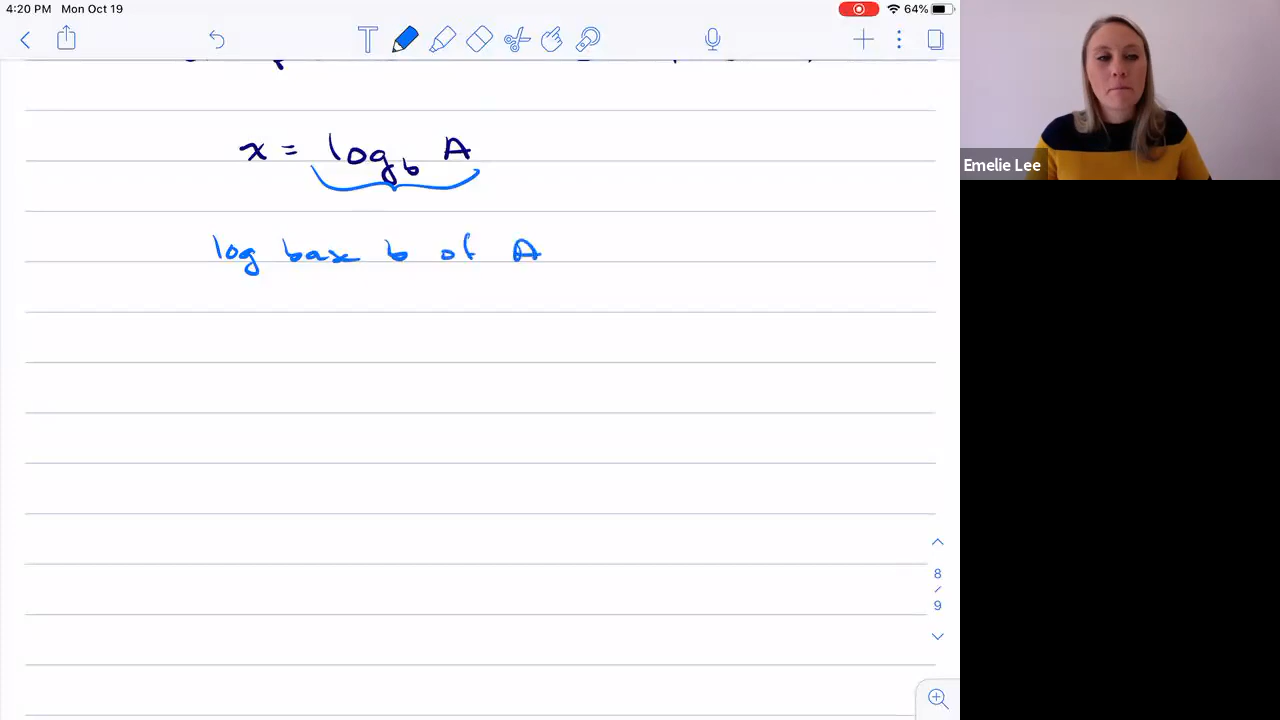 4:20 PM Mon Oct 19
64%
T
x = log_b A
log base b of A
Emelie Lee
8
/
9